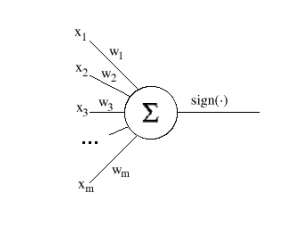 x₁ w₁
x₂ w₂
x₃ w₃ Σ sign(·)
...
xₘ wₘ